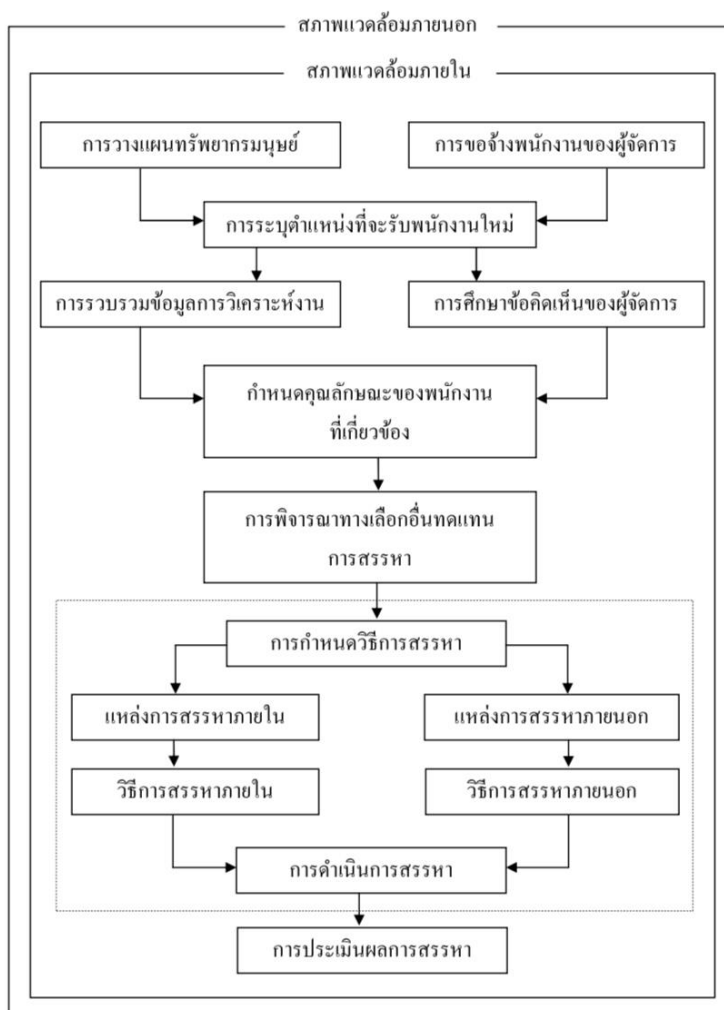 สภาพแวดล้อมภายนอก
สภาพแวดล้อมภายใน
การวางแผนทรัพยากรมนุษย์
การขอจ้างพนักงานของผู้จัดการ
การระบุตำแหน่งที่จะรับพนักงานใหม่
การรวบรวมข้อมูลการวิเคราะห์งาน
การศึกษาข้อคิดเห็นของผู้จัดการ
กำหนดคุณลักษณะของพนักงาน
ที่เกี่ยวข้อง
การพิจารณาทางเลือกอื่นทดแทน
การสรรหา
การกำหนดวิธีการสรรหา
แหล่งการสรรหาภายใน
แหล่งการสรรหาภายนอก
วิธีการสรรหาภายใน
วิธีการสรรหาภายนอก
การดำเนินการสรรหา
การประเมินผลการสรรหา